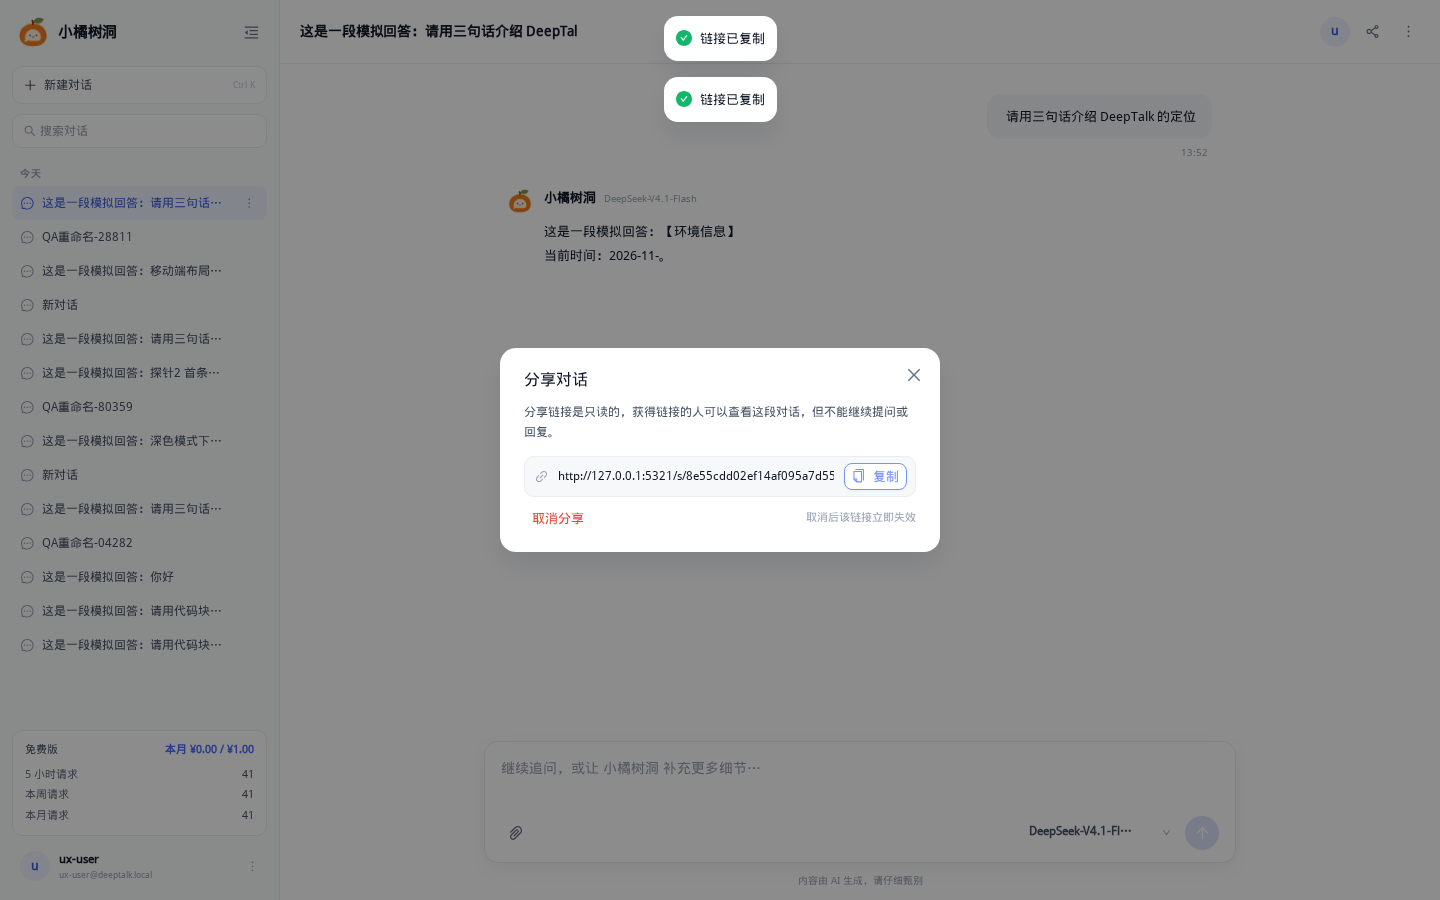 小橘树洞
新建对话
Ctrl K
搜索对话
今天
这是一段模拟回答：请用三句话···
QA重命名-28811
这是一段模拟回答：移动端布局···
新对话
这是一段模拟回答：请用三句话···
这是一段模拟回答：探针2 首条···
QA重命名-80359
这是一段模拟回答：深色模式下···
新对话
这是一段模拟回答：请用三句话···
QA重命名-04282
这是一段模拟回答：你好
这是一段模拟回答：请用代码块···
这是一段模拟回答：请用代码块···
免费版
本月 ¥0.00 / ¥1.00
5 小时请求
41
本周请求
41
本月请求
41
u
ux-user
ux-user@deeptalk.local
这是一段模拟回答：请用三句话介绍 DeepTal
链接已复制
链接已复制
u
请用三句话介绍 DeepTalk 的定位
13:52
小橘树洞
DeepSeek-V4.1-Flash
这是一段模拟回答：【环境信息】
当前时间：2026-11-。
分享对话
分享链接是只读的，获得链接的人可以查看这段对话，但不能继续提问或
回复。
http://127.0.0.1:5321/s/8e55cdd02ef14af095a7d55
复制
取消分享
取消后该链接立即失效
继续追问，或让 小橘树洞 补充更多细节···
DeepSeek-V4.1-Fl···
内容由 AI 生成，请仔细甄别